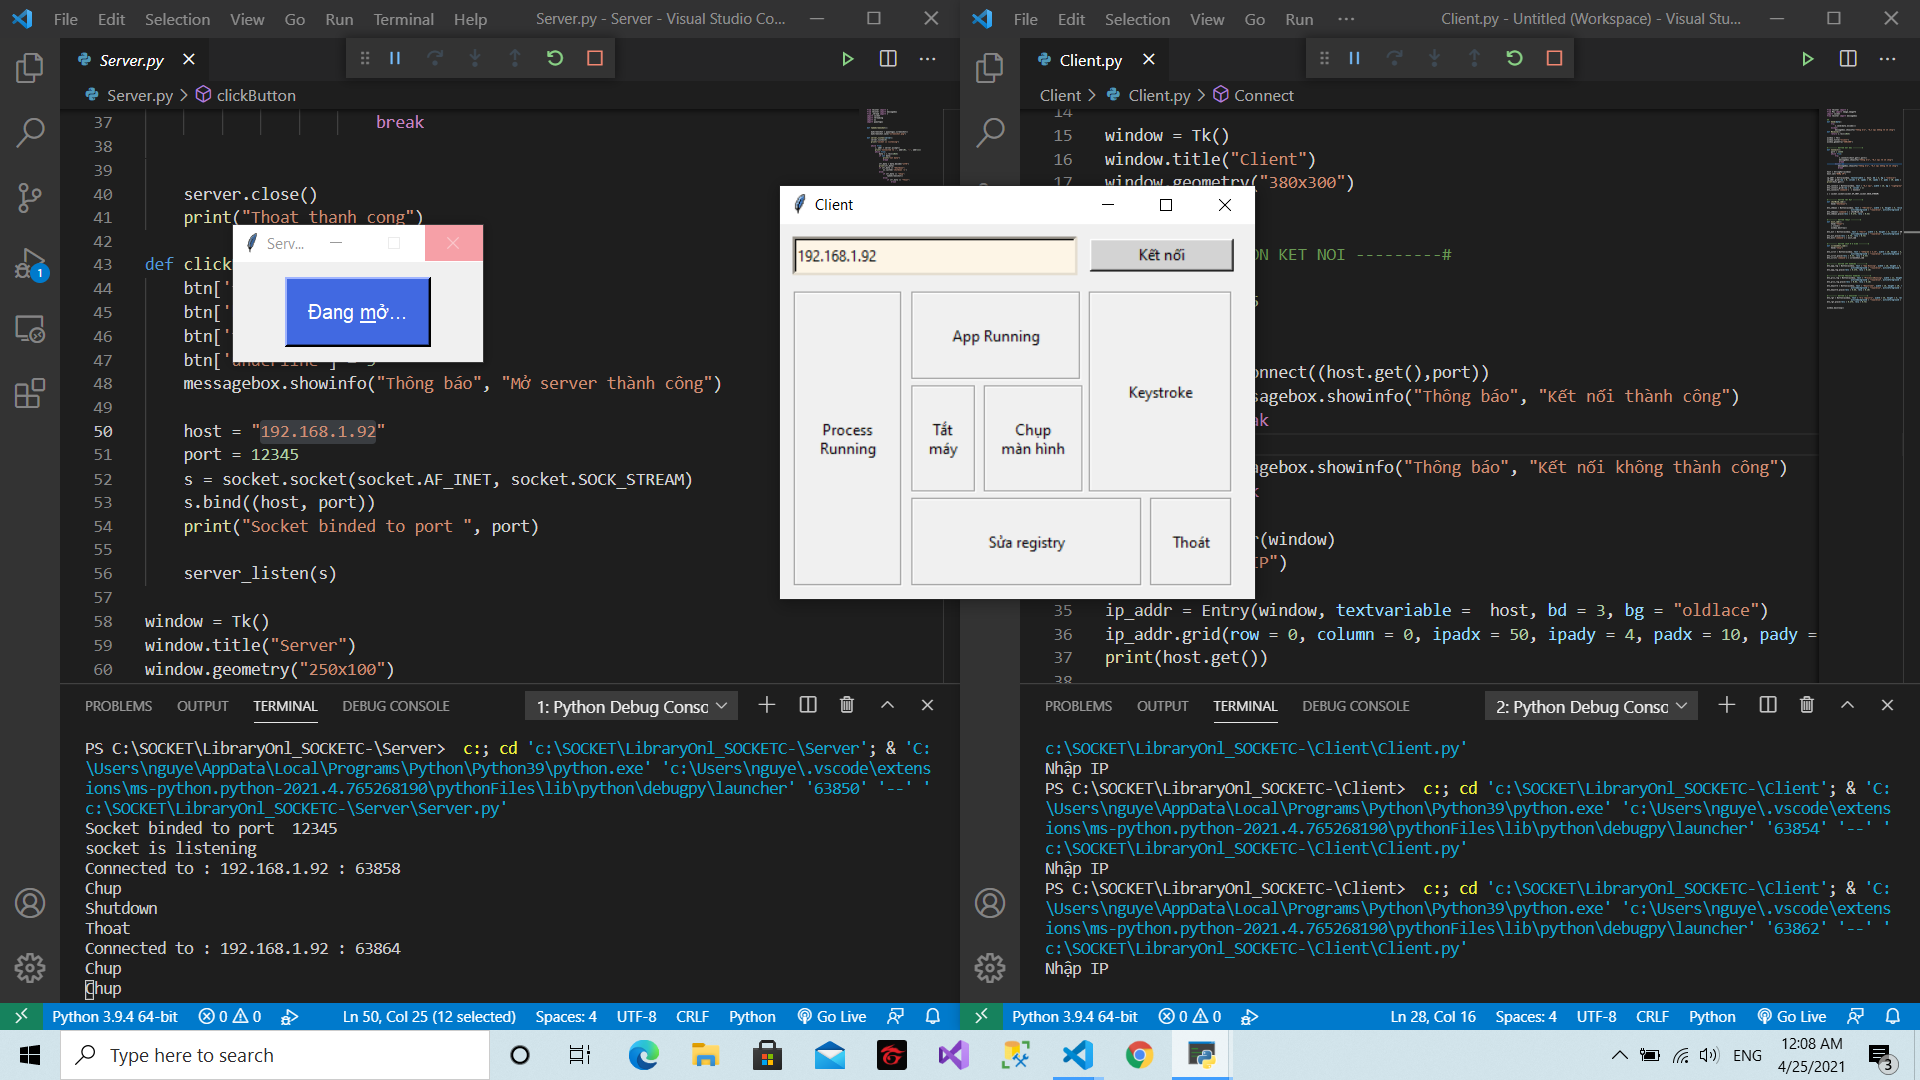 File Edit Selection View Go Run Terminal Help Server.py - Server - Visual Studio Co...
Server.py
Server.py > clickButton
37 break
38
39
40 server.close()
41 print("Thoat thanh cong")
42
43 def click
44 btn['
45 btn['
46 btn['
47 btn['
48 messagebox.showinfo("Thông báo", "Mở server thành công")
49
50 host = "192.168.1.92"
51 port = 12345
52 s = socket.socket(socket.AF_INET, socket.SOCK_STREAM)
53 s.bind((host, port))
54 print("Socket binded to port ", port)
55
56 server_listen(s)
57
58 window = Tk()
59 window.title("Server")
60 window.geometry("250x100")
Serv...
Đang mở...
1
PROBLEMS OUTPUT TERMINAL DEBUG CONSOLE 1: Python Debug Consc
PS C:\SOCKET\LibraryOnl_SOCKETC-\Server> c:; cd 'c:\SOCKET\LibraryOnl_SOCKETC-\Server'; & 'C:
\Users\nguye\AppData\Local\Programs\Python\Python39\python.exe' 'c:\Users\nguye\.vscode\extens
ions\ms-python.python-2021.4.765268190\pythonFiles\lib\python\debugpy\launcher' '63850' '--' '
c:\SOCKET\LibraryOnl_SOCKETC-\Server\Server.py'
Socket binded to port  12345
socket is listening
Connected to : 192.168.1.92 : 63858
Chup
Shutdown
Thoat
Connected to : 192.168.1.92 : 63864
Chup
Chup
Python 3.9.4 64-bit 0 0 Ln 50, Col 25 (12 selected) Spaces: 4 UTF-8 CRLF Python Go Live
File Edit Selection View Go Run ... Client.py - Untitled (Workspace) - Visual Stu...
Client.py
Client > Client.py > Connect
14
15 window = Tk()
16 window.title("Client")
17 window.geometry("380x300")
ON KET NOI ---------#
onnect((host.get(),port))
sagebox.showinfo("Thông báo", "Kết nối thành công")
ak
agebox.showinfo("Thông báo", "Kết nối không thành công")
r(window)
IP")
35 ip_addr = Entry(window, textvariable =  host, bd = 3, bg = "oldlace")
36 ip_addr.grid(row = 0, column = 0, ipadx = 50, ipady = 4, padx = 10, pady =
37 print(host.get())
38
Client
192.168.1.92
Kết nối
Process
Running
App Running
Keystroke
Tắt
máy
Chụp
màn hình
Sửa registry
Thoát
PROBLEMS OUTPUT TERMINAL DEBUG CONSOLE 2: Python Debug Consc
c:\SOCKET\LibraryOnl_SOCKETC-\Client\Client.py'
Nhập IP
PS C:\SOCKET\LibraryOnl_SOCKETC-\Client> c:; cd 'c:\SOCKET\LibraryOnl_SOCKETC-\Client'; & 'C:
\Users\nguye\AppData\Local\Programs\Python\Python39\python.exe' 'c:\Users\nguye\.vscode\extens
ions\ms-python.python-2021.4.765268190\pythonFiles\lib\python\debugpy\launcher' '63854' '--' '
c:\SOCKET\LibraryOnl_SOCKETC-\Client\Client.py'
Nhập IP
PS C:\SOCKET\LibraryOnl_SOCKETC-\Client> c:; cd 'c:\SOCKET\LibraryOnl_SOCKETC-\Client'; & 'C:
\Users\nguye\AppData\Local\Programs\Python\Python39\python.exe' 'c:\Users\nguye\.vscode\extens
ions\ms-python.python-2021.4.765268190\pythonFiles\lib\python\debugpy\launcher' '63862' '--' '
c:\SOCKET\LibraryOnl_SOCKETC-\Client\Client.py'
Nhập IP
Python 3.9.4 64-bit 0 0 Ln 28, Col 16 Spaces: 4 UTF-8 CRLF Python Go Live
Type here to search
ENG
12:08 AM
4/25/2021
3